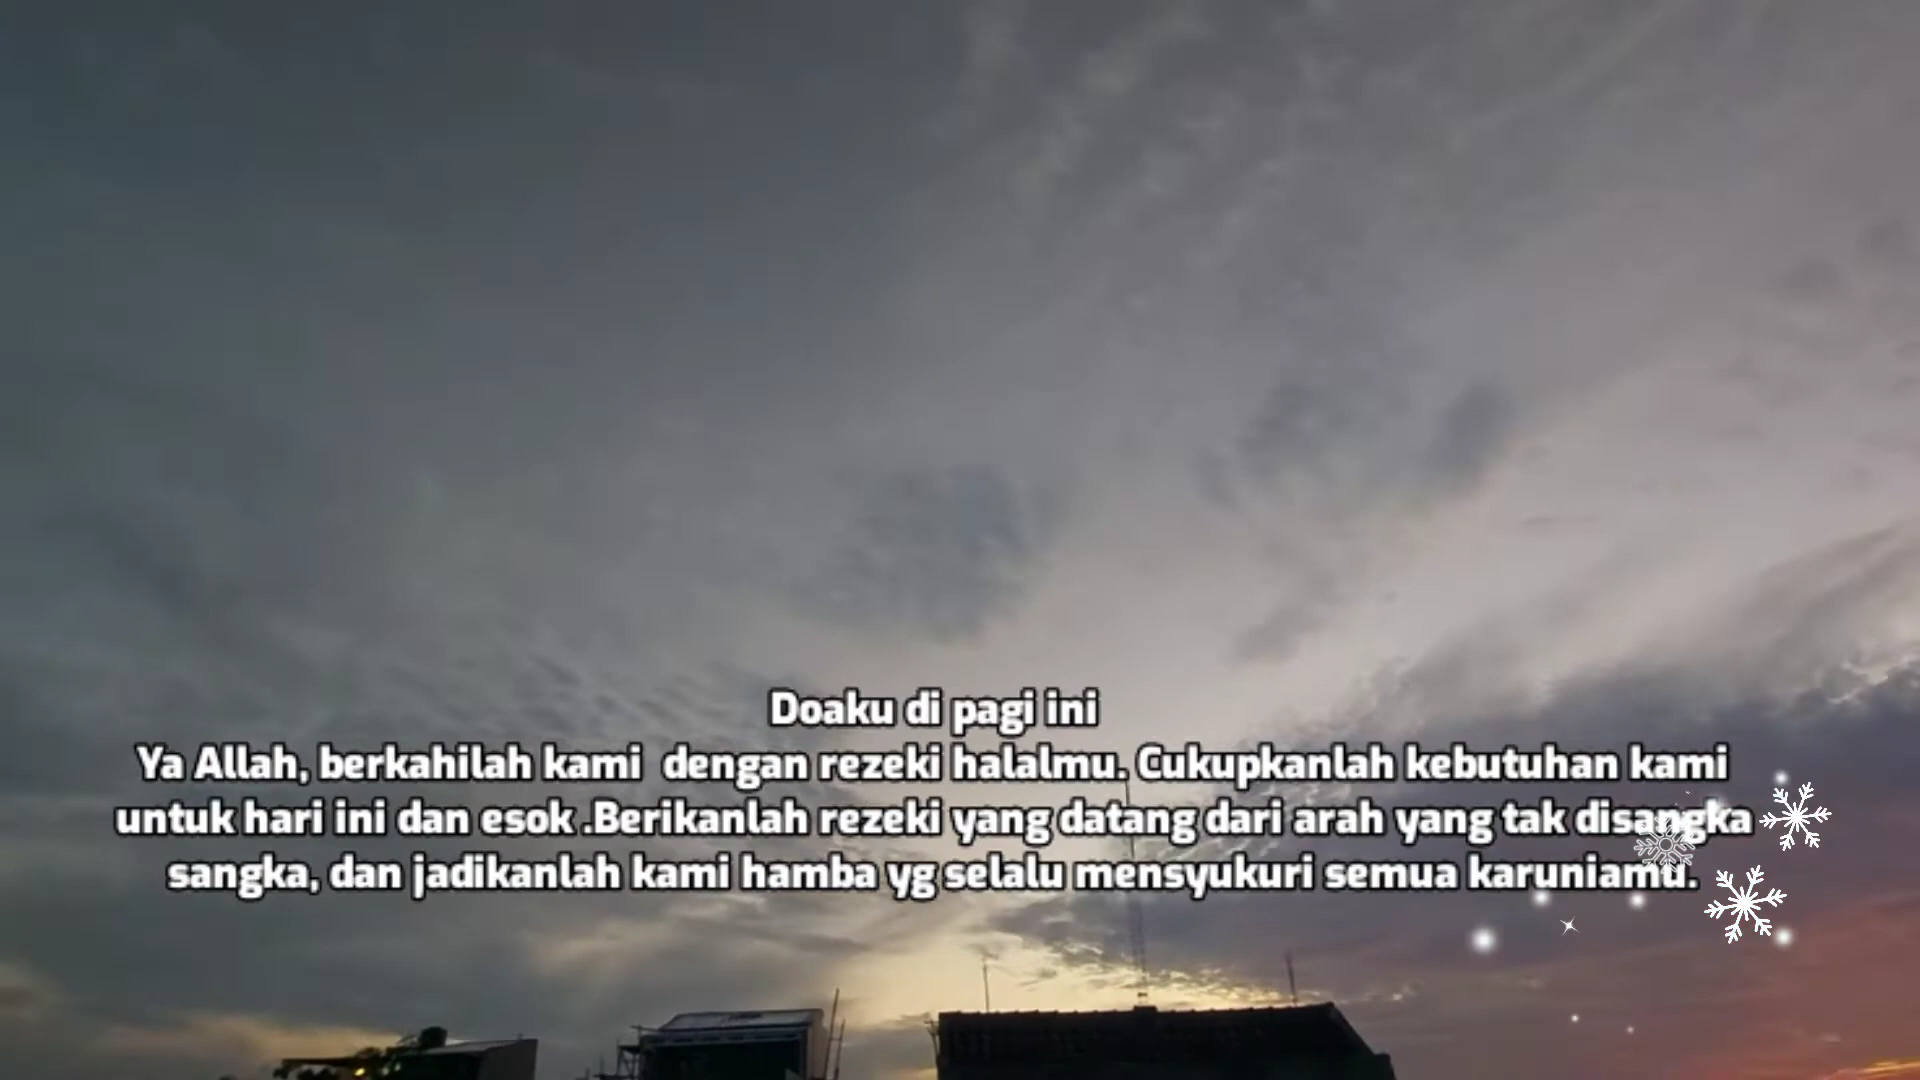 Doaku di pagi ini
Ya Allah, berkahilah kami  dengan rezeki halalmu. Cukupkanlah kebutuhan kami
untuk hari ini dan esok .Berikanlah rezeki yang datang dari arah yang tak disangka
sangka, dan jadikanlah kami hamba yg selalu mensyukuri semua karuniamu.